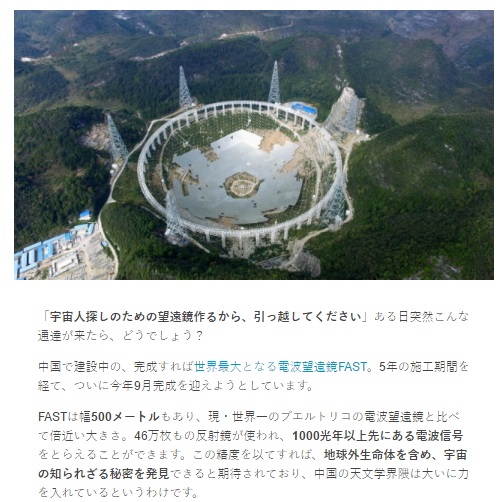 「宇宙人探しのための望遠鏡作るから、引っ越してください」ある日突然こんな
通達が来たら、どうでしょう？
中国で建設中の、完成すれば世界最大となる電波望遠鏡FAST。5年の施工期間を
経て、ついに今年9月完成を迎えようとしています。
FASTは幅500メートルもあり、現・世界一のプエルトリコの電波望遠鏡と比べ
て倍近い大きさ。46万枚もの反射鏡が使われ、1000光年以上先にある電波信号
をとらえることができます。この精度を以てすれば、地球外生命体を含め、宇宙
の知られざる秘密を発見できると期待されており、中国の天文学界隈は大いに力
を入れているというわけです。